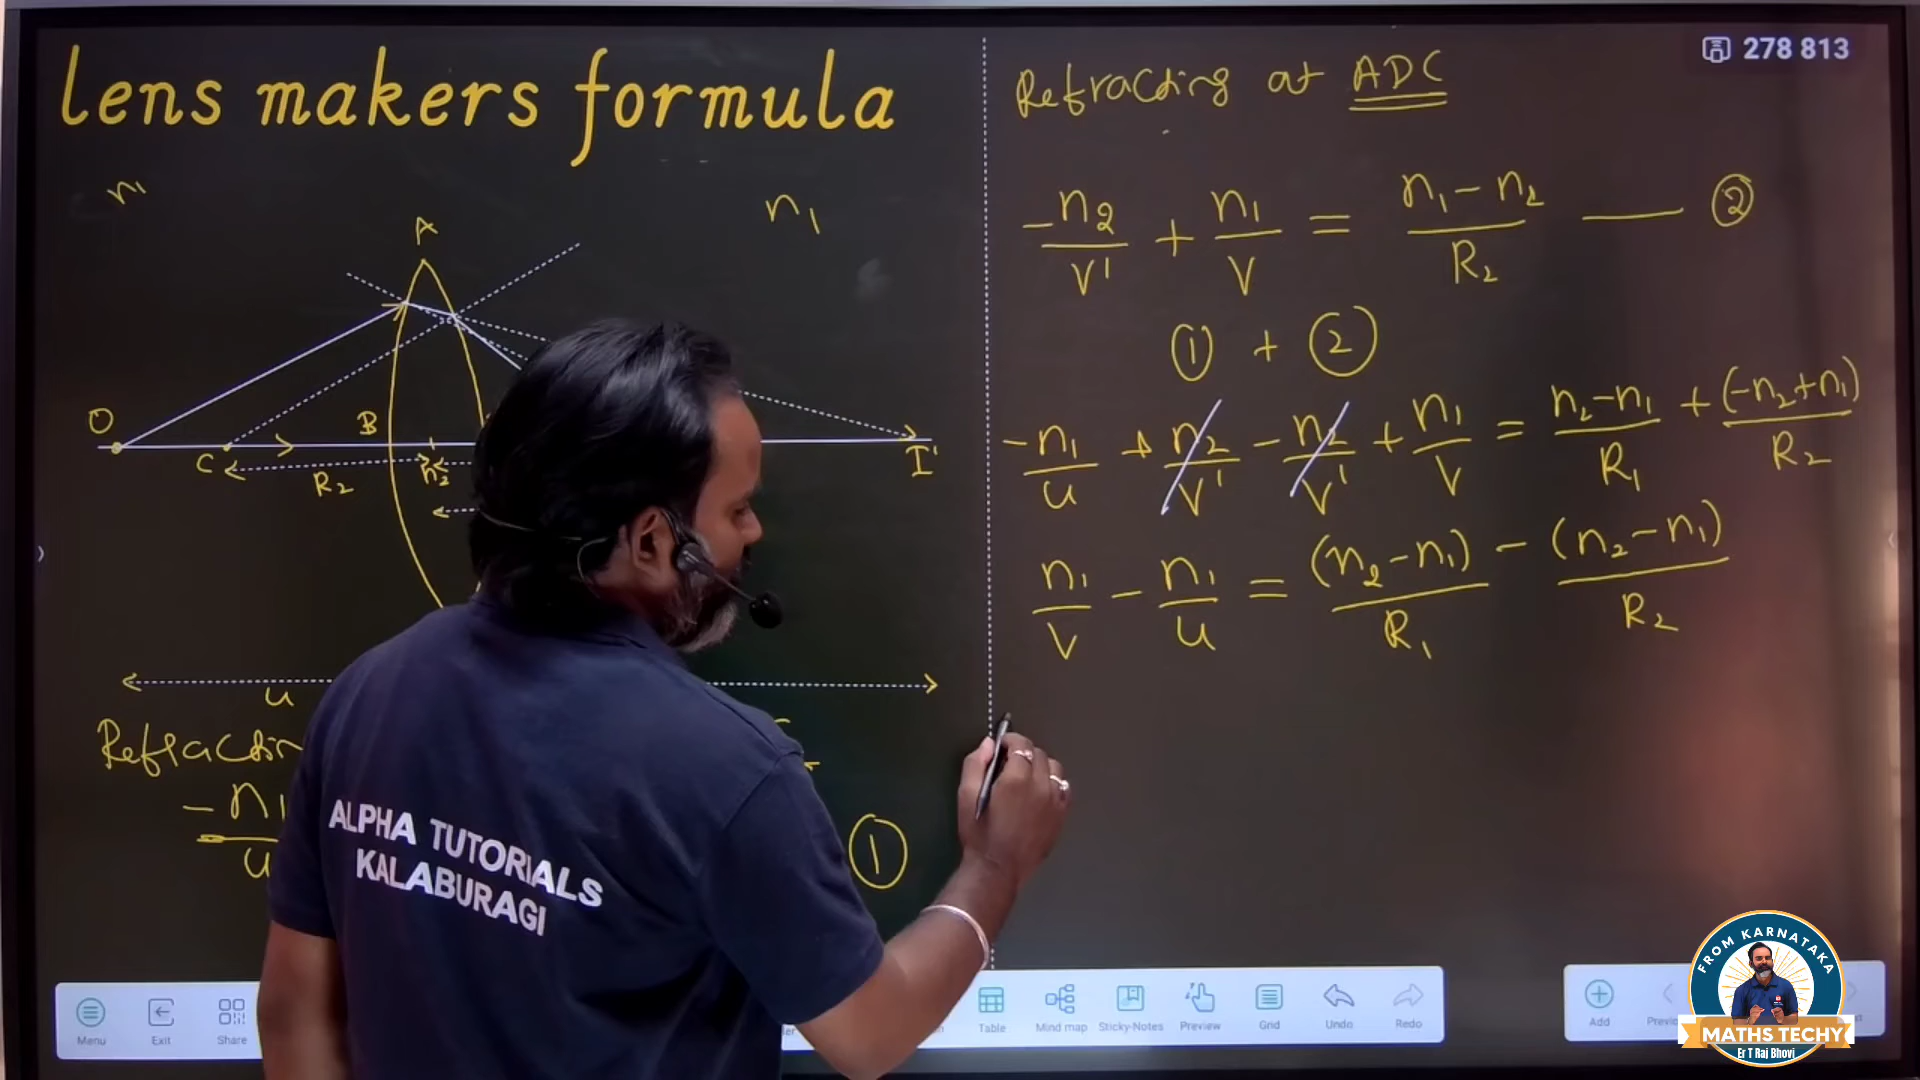 lens makers formula
278 813
n1
n1
A
O
B
C
R2
n2
I'
u
Refraction
-n1
u
①
Refracting at ADC
-n2/v' + n1/v = n1-n2/R2 —— ②
① + ②
-n1/u + n2/v' - n2/v' + n1/v = n2-n1/R1 + (-n2+n1)/R2
n1/v - n1/u = (n2-n1)/R1 - (n2-n1)/R2
ALPHA TUTORIALS
KALABURAGI
Menu
Exit
Share
Table
Mind map
Sticky-Notes
Preview
Grid
Undo
Redo
Add
FROM KARNATAKA
MATHS TECHY
Er T Raj Bhovi